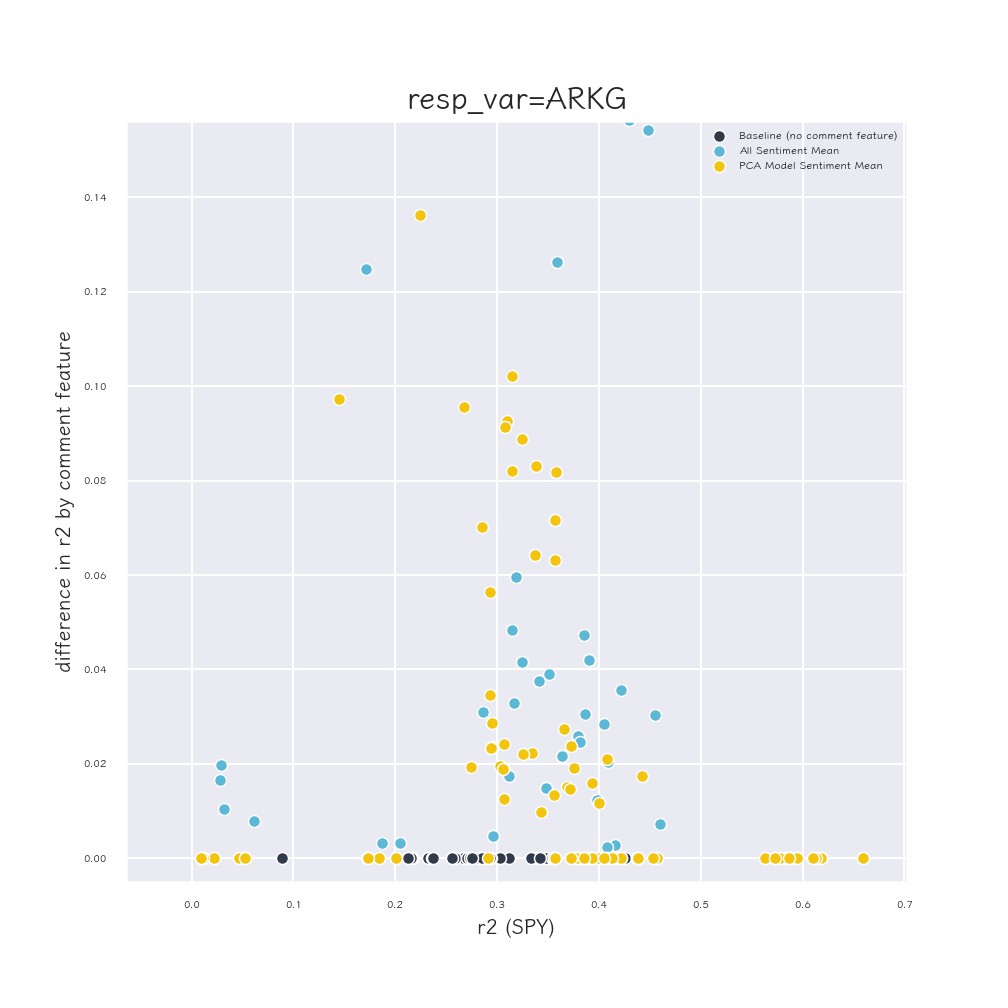 resp_var=ARKG
Baseline (no comment feature)
All Sentiment Mean
PCA Model Sentiment Mean
0.14
0.12
0.10
0.08
0.06
0.04
0.02
0.00
difference in r2 by comment feature
0.0 0.1 0.2 0.3 0.4 0.5 0.6 0.7
r2 (SPY)